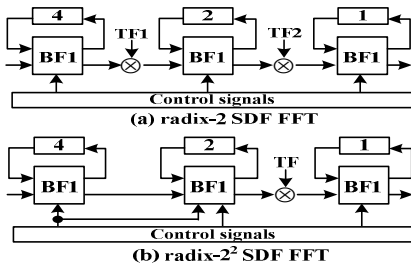 4 2 1
TF1 TF2
BF1 BF1 BF1
Control signals
(a) radix-2 SDF FFT
4 2 1
TF
BF1 BF1 BF1
Control signals
(b) radix-2² SDF FFT